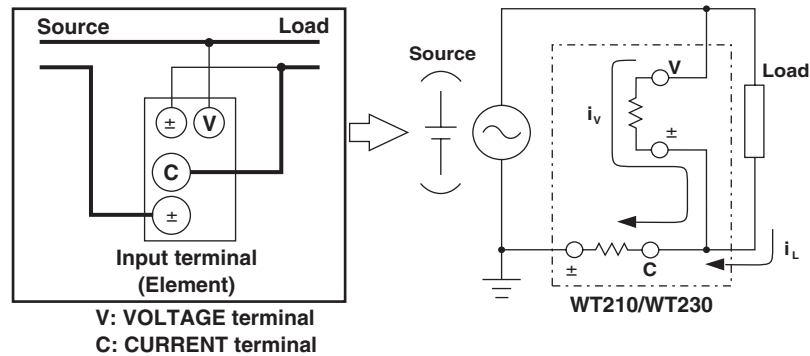 Source Load
± V
C
±
Input terminal
(Element)
V: VOLTAGE terminal
C: CURRENT terminal
Source
V
Load
iV
±
± C
iL
WT210/WT230